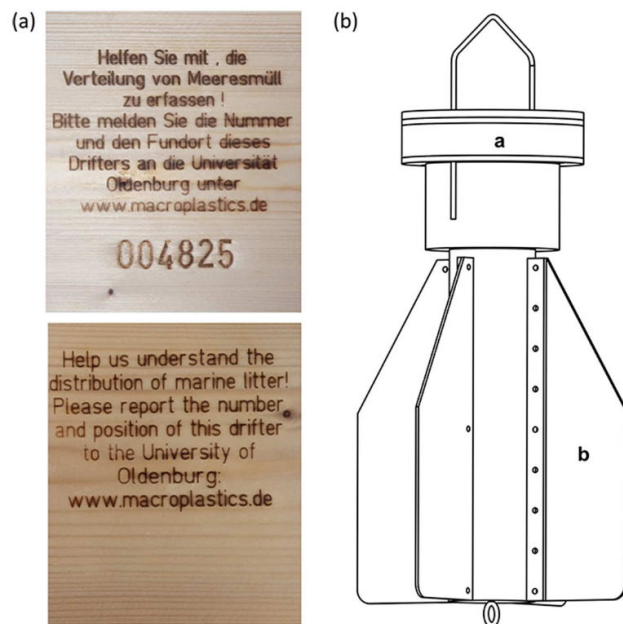 (a)
Helfen Sie mit , die
Verteilung von Meeresmüll
zu erfassen !
Bitte melden Sie die Nummer
und den Fundort dieses
Drifters an die Universität
Oldenburg unter
www.macroplastics.de
004825
Help us understand the
distribution of marine litter!
Please report the number
and position of this drifter
to the University of
Oldenburg:
www.macroplastics.de
(b)
a
b